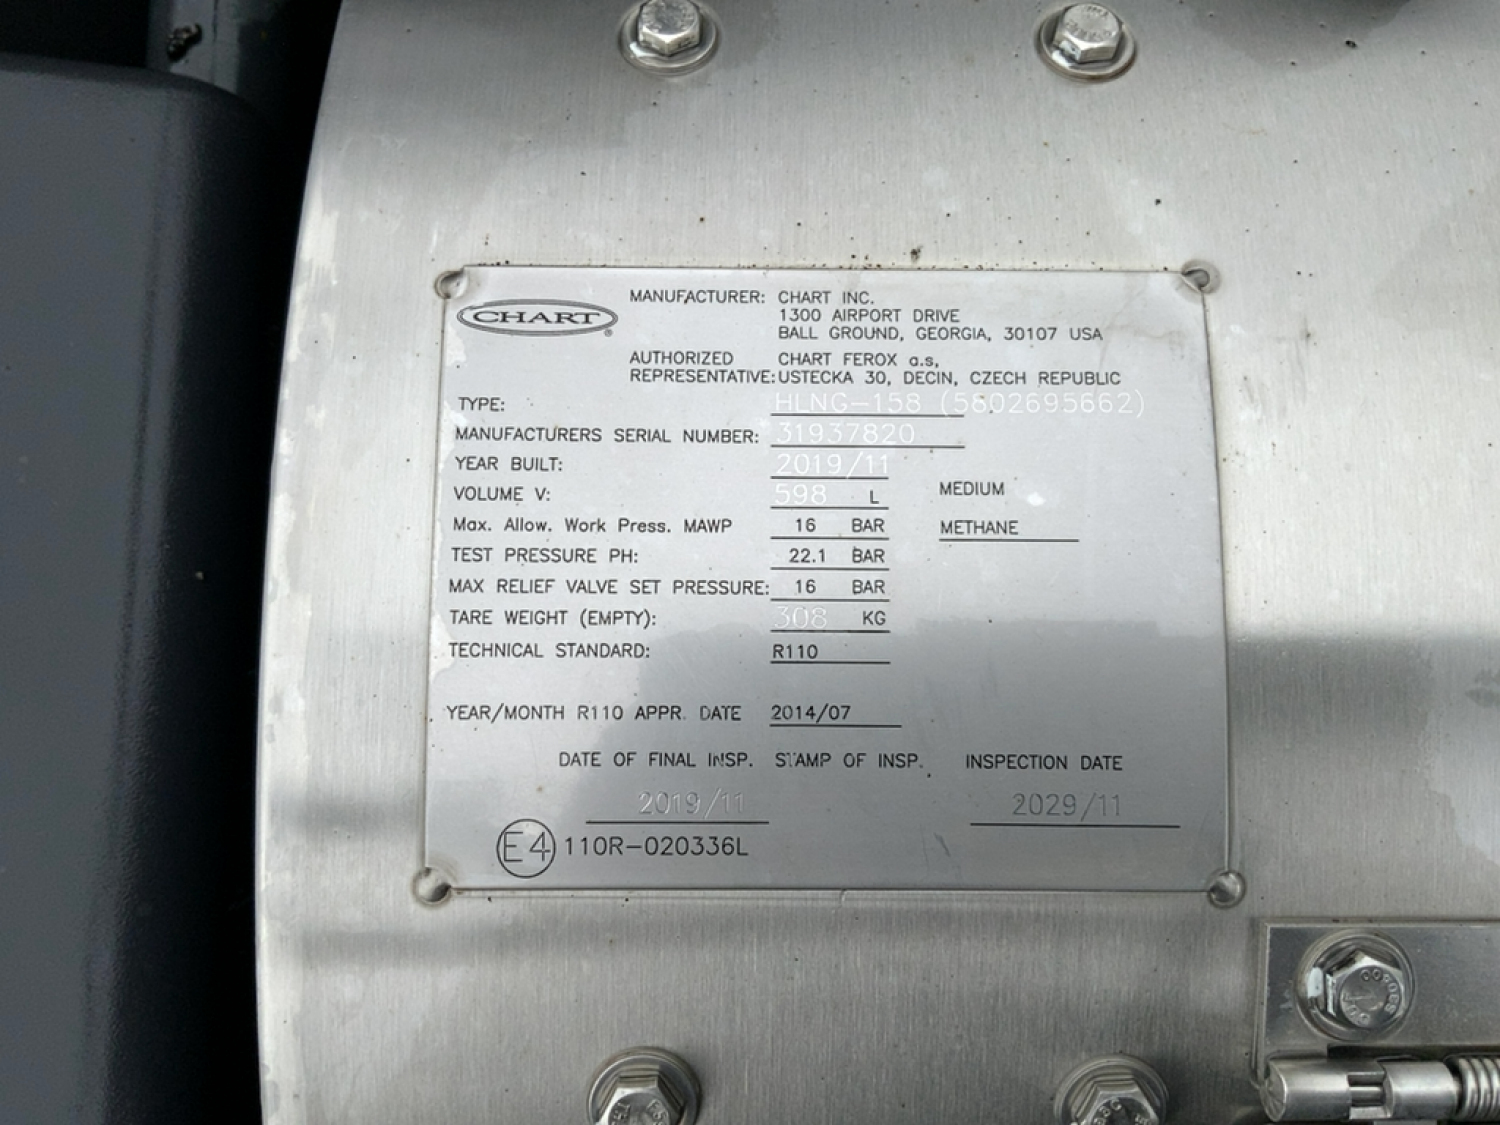 CHART
MANUFACTURER: CHART INC.
1300 AIRPORT DRIVE
BALL GROUND, GEORGIA, 30107 USA
AUTHORIZED CHART FEROX a.s,
REPRESENTATIVE: USTECKA 30, DECIN, CZECH REPUBLIC
TYPE: HLNG-158 (5802695662)
MANUFACTURERS SERIAL NUMBER: 31937820
YEAR BUILT: 2019/11
VOLUME V: 598 L MEDIUM
Max. Allow. Work Press. MAWP 16 BAR METHANE
TEST PRESSURE PH: 22.1 BAR
MAX RELIEF VALVE SET PRESSURE: 16 BAR
TARE WEIGHT (EMPTY): 308 KG
TECHNICAL STANDARD: R110
YEAR/MONTH R110 APPR. DATE 2014/07
DATE OF FINAL INSP. STAMP OF INSP. INSPECTION DATE
2019/11 2029/11
E4 110R-020336L